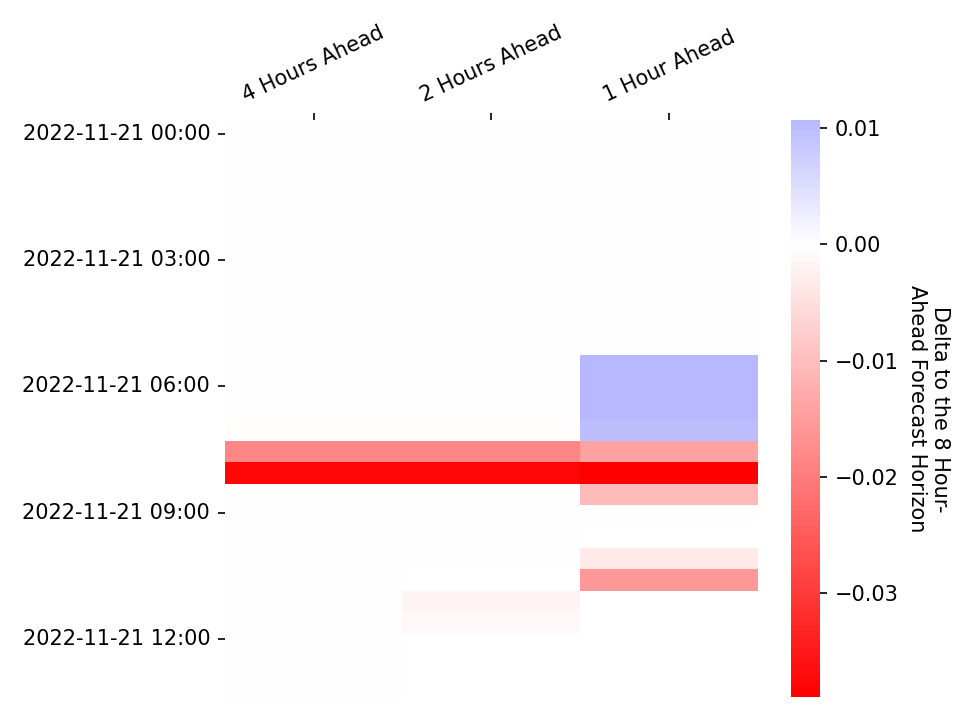 4 Hours Ahead
2 Hours Ahead
1 Hour Ahead
2022-11-21 00:00
2022-11-21 03:00
2022-11-21 06:00
2022-11-21 09:00
2022-11-21 12:00
0.01
0.00
−0.01
−0.02
−0.03
Delta to the 8 Hour-
Ahead Forecast Horizon